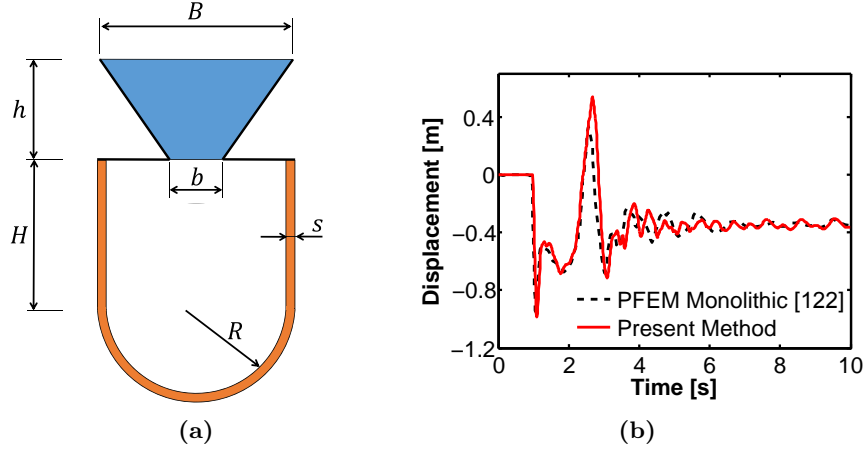 B
h
b
H
s
R
(a)
Displacement [m]
0.4
0
−0.4
−0.8
−1.2
PFEM Monolithic [122]
Present Method
0 2 4 6 8 10
Time [s]
(b)